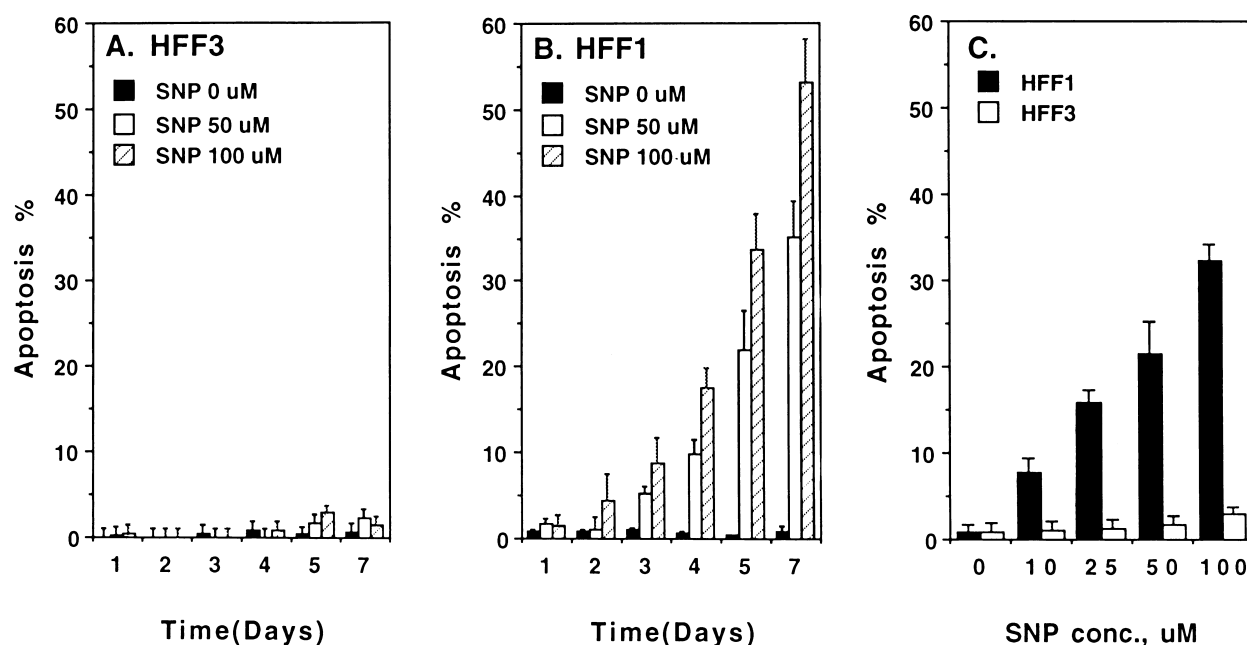 A. HFF3
SNP 0 uM
SNP 50 uM
SNP 100 uM
60
50
40
30
20
10
0
Apoptosis %
1 2 3 4 5 7
Time(Days)
B. HFF1
SNP 0 uM
SNP 50 uM
SNP 100 uM
60
50
40
30
20
10
0
Apoptosis %
1 2 3 4 5 7
Time(Days)
C.
HFF1
HFF3
60
50
40
30
20
10
0
Apoptosis %
0 10 25 50 100
SNP conc., uM